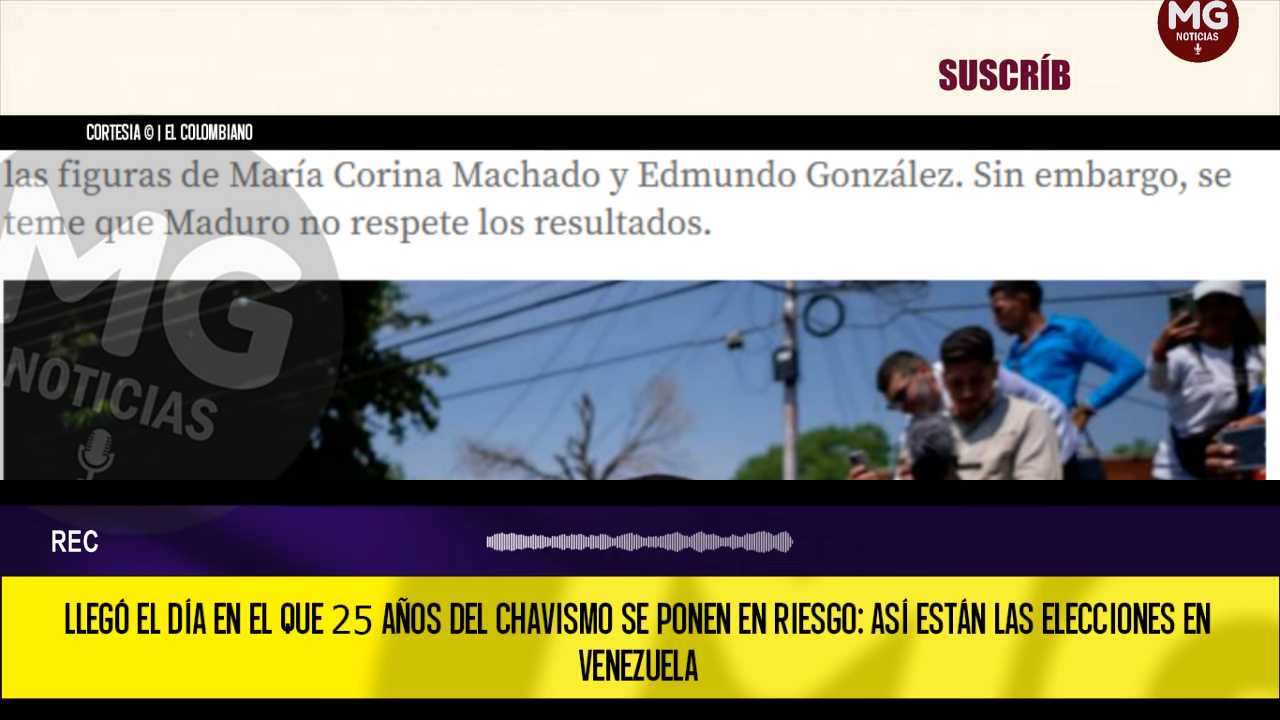 MG
NOTICIAS
SUSCRÍB
CORTESIA © | EL COLOMBIANO
las figuras de María Corina Machado y Edmundo González. Sin embargo, se
teme que Maduro no respete los resultados.
MG
NOTICIAS
REC
LLEGÓ EL DÍA EN EL QUE 25 AÑOS DEL CHAVISMO SE PONEN EN RIESGO: ASÍ ESTÁN LAS ELECCIONES EN
VENEZUELA